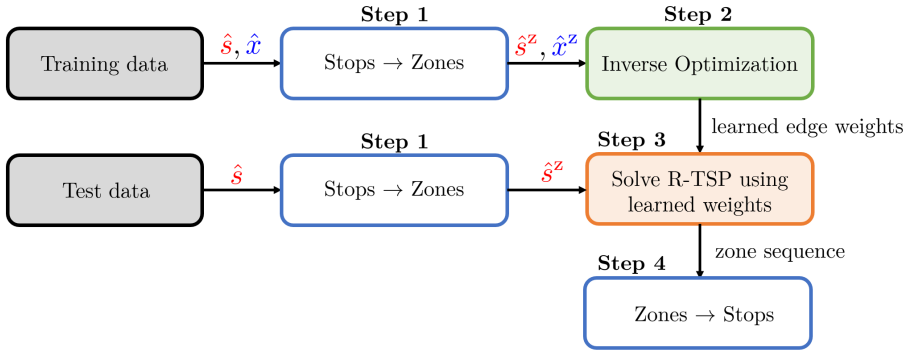 Step 1
Step 2
Training data
ŝ, x̂
Stops → Zones
ŝᶻ, x̂ᶻ
Inverse Optimization
learned edge weights
Step 1
Step 3
Test data
ŝ
Stops → Zones
ŝᶻ
Solve R-TSP using
learned weights
zone sequence
Step 4
Zones → Stops